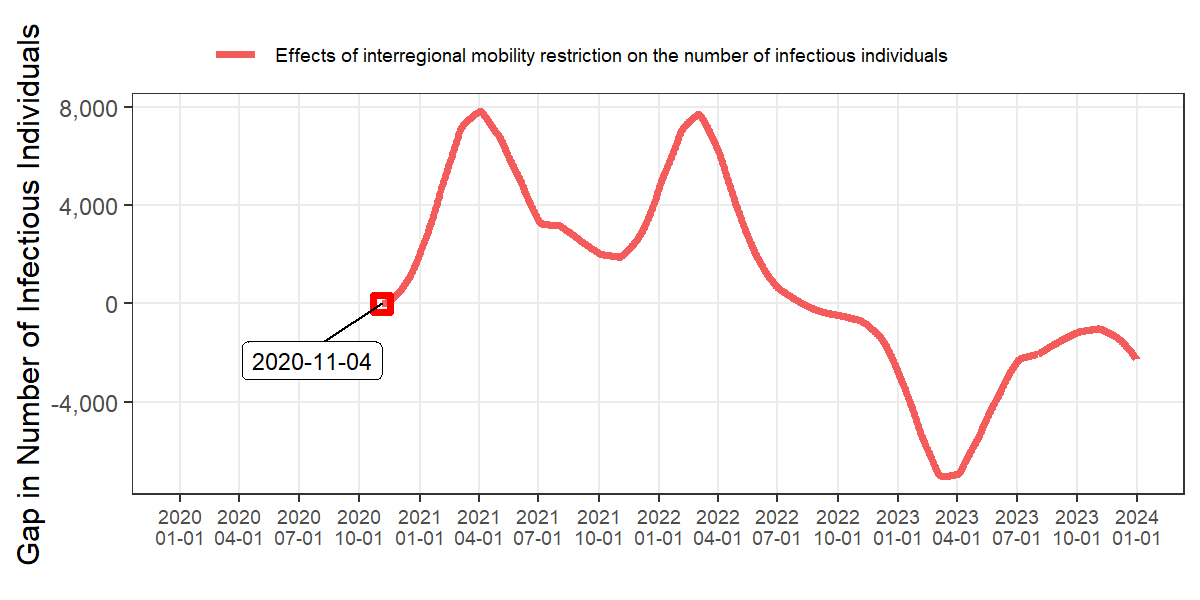 Effects of interregional mobility restriction on the number of infectious individuals
Gap in Number of Infectious Individuals
8,000
4,000
0
-4,000
2020-11-04
2020 2020 2020 2020 2021 2021 2021 2021 2022 2022 2022 2022 2023 2023 2023 2023 2024
01-01 04-01 07-01 10-01 01-01 04-01 07-01 10-01 01-01 04-01 07-01 10-01 01-01 04-01 07-01 10-01 01-01